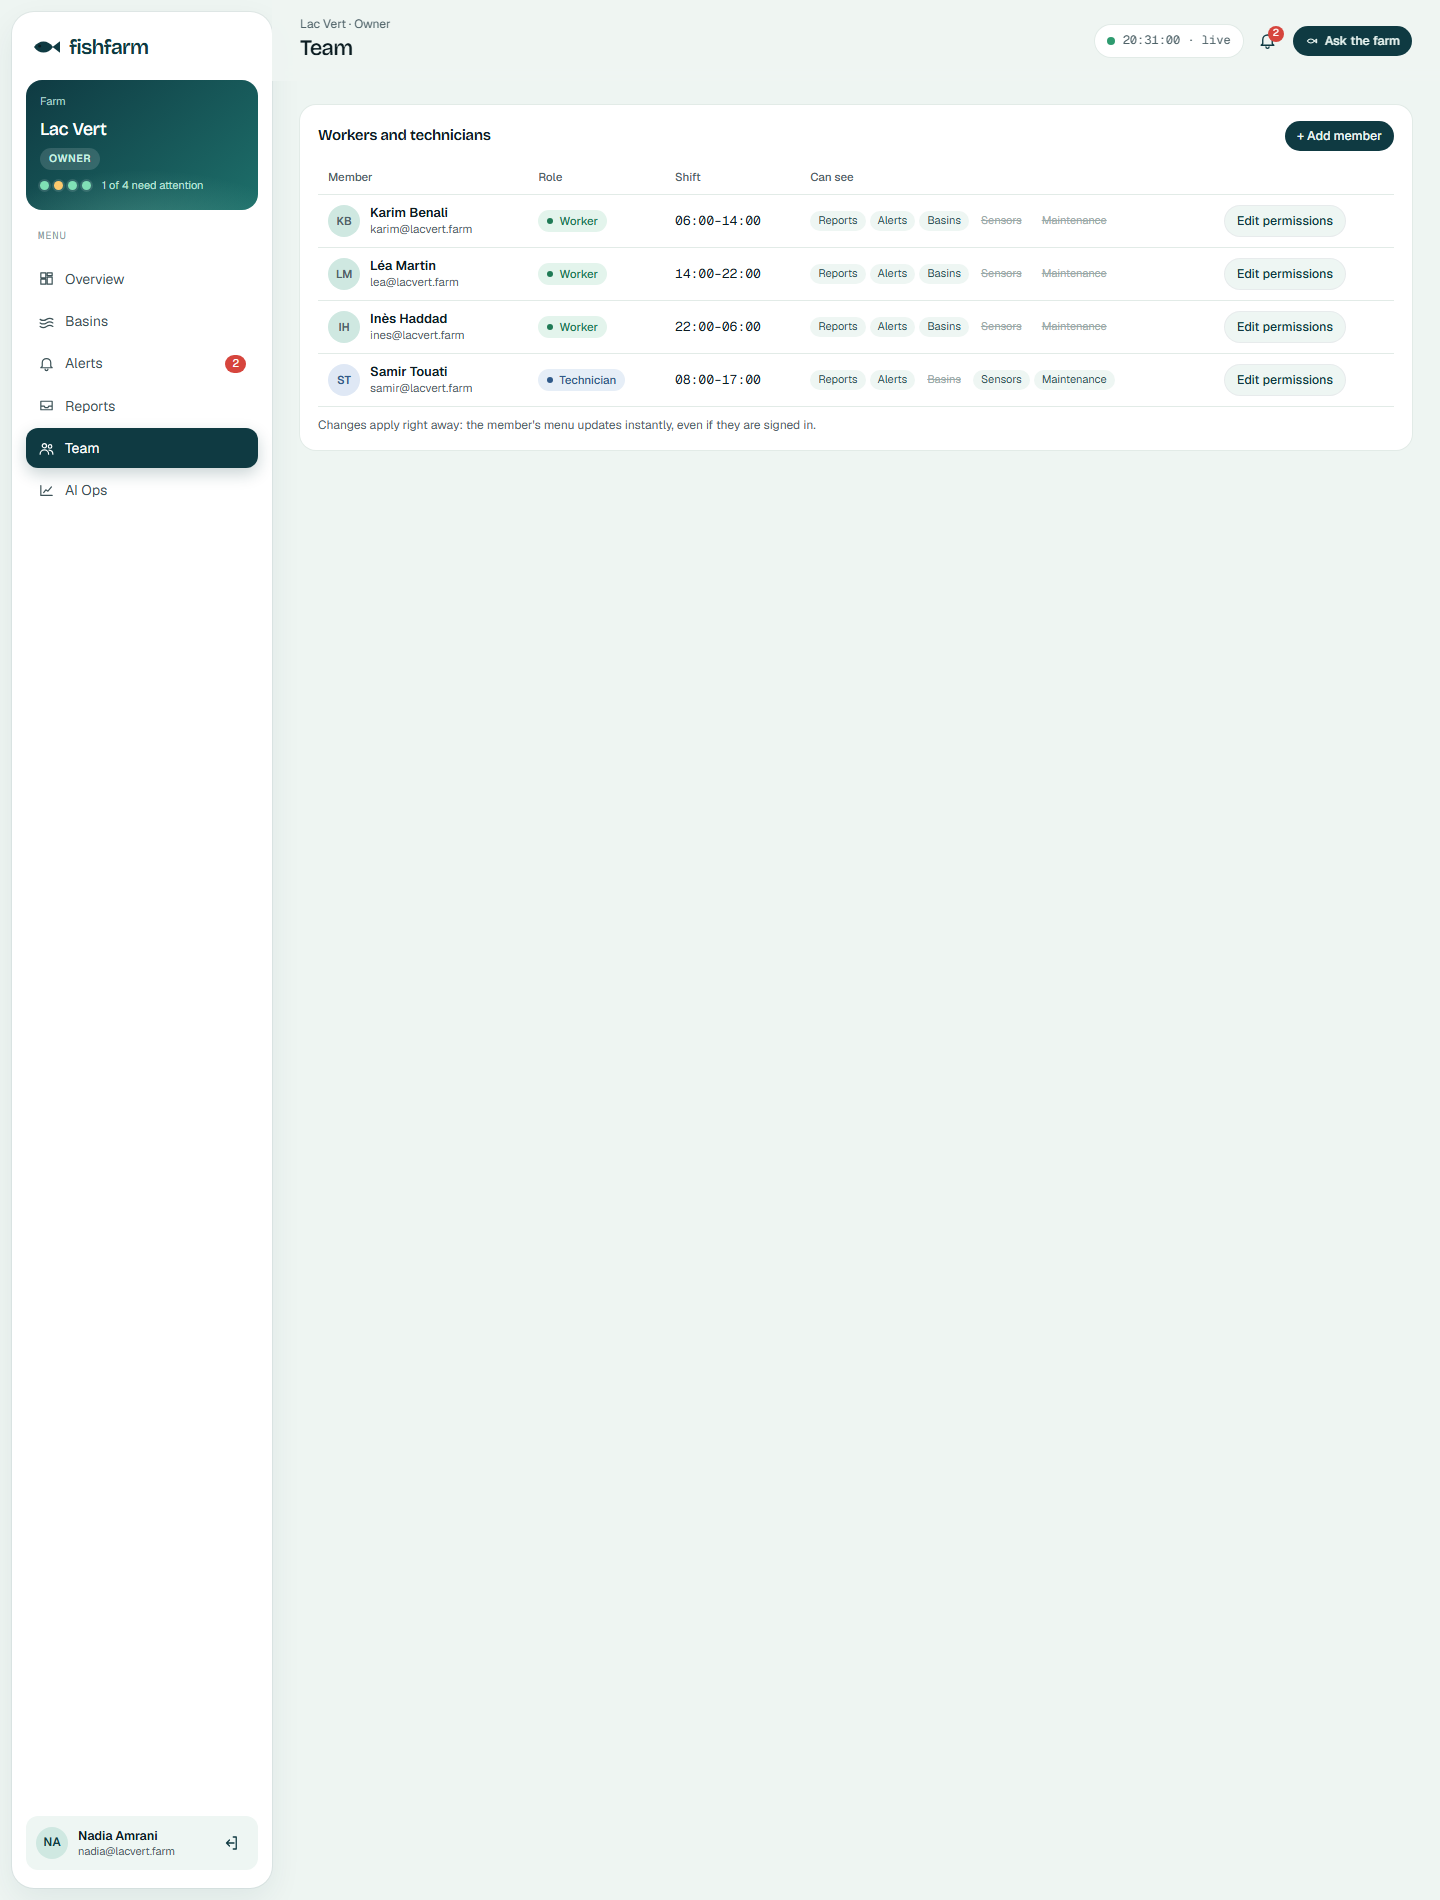 fishfarm
Farm
Lac Vert
OWNER
1 of 4 need attention
MENU
Overview
Basins
Alerts 2
Reports
Team
AI Ops
Nadia Amrani
nadia@lacvert.farm
NA
Lac Vert · Owner
Team
20:31:00 · live
2
Ask the farm
Workers and technicians
+ Add member
Member Role Shift Can see
KB Karim Benali Worker 06:00–14:00 Reports Alerts Basins Sensors Maintenance Edit permissions
karim@lacvert.farm
LM Léa Martin Worker 14:00–22:00 Reports Alerts Basins Sensors Maintenance Edit permissions
lea@lacvert.farm
IH Inès Haddad Worker 22:00–06:00 Reports Alerts Basins Sensors Maintenance Edit permissions
ines@lacvert.farm
ST Samir Touati Technician 08:00–17:00 Reports Alerts Basins Sensors Maintenance Edit permissions
samir@lacvert.farm
Changes apply right away: the member's menu updates instantly, even if they are signed in.